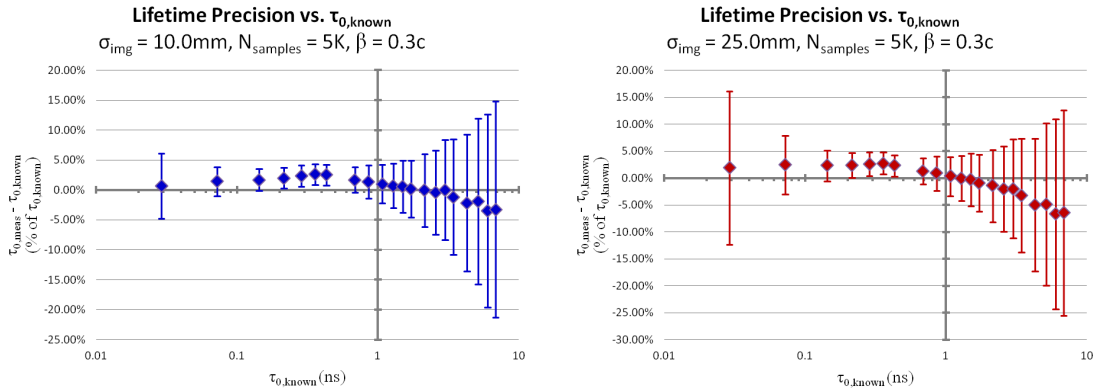 Lifetime Precision vs. τ0,known
σimg = 10.0mm, Nsamples = 5K, β = 0.3c
20.00%
15.00%
10.00%
5.00%
0.00%
-5.00%
-10.00%
-15.00%
-20.00%
-25.00%
τ0,meas - τ0,known
(% of τ0,known)
0.01
0.1
1
10
τ0,known (ns)
Lifetime Precision vs. τ0,known
σimg = 25.0mm, Nsamples = 5K, β = 0.3c
20.00%
15.00%
10.00%
5.00%
0.00%
-5.00%
-10.00%
-15.00%
-20.00%
-25.00%
-30.00%
τ0,meas - τ0,known
(% of τ0,known)
0.01
0.1
1
10
τ0,known (ns)